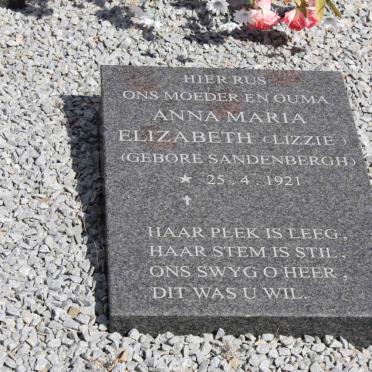 HIER RUS
ONS MOEDER EN OUMA
ANNA MARIA
ELIZABETH (LIZZIE)
(GEBORE SANDENBERGH)
★ 25.4.1921
✝
HAAR PLEK IS LEEG,
HAAR STEM IS STIL,
ONS SWYG O HEER,
DIT WAS U WIL.